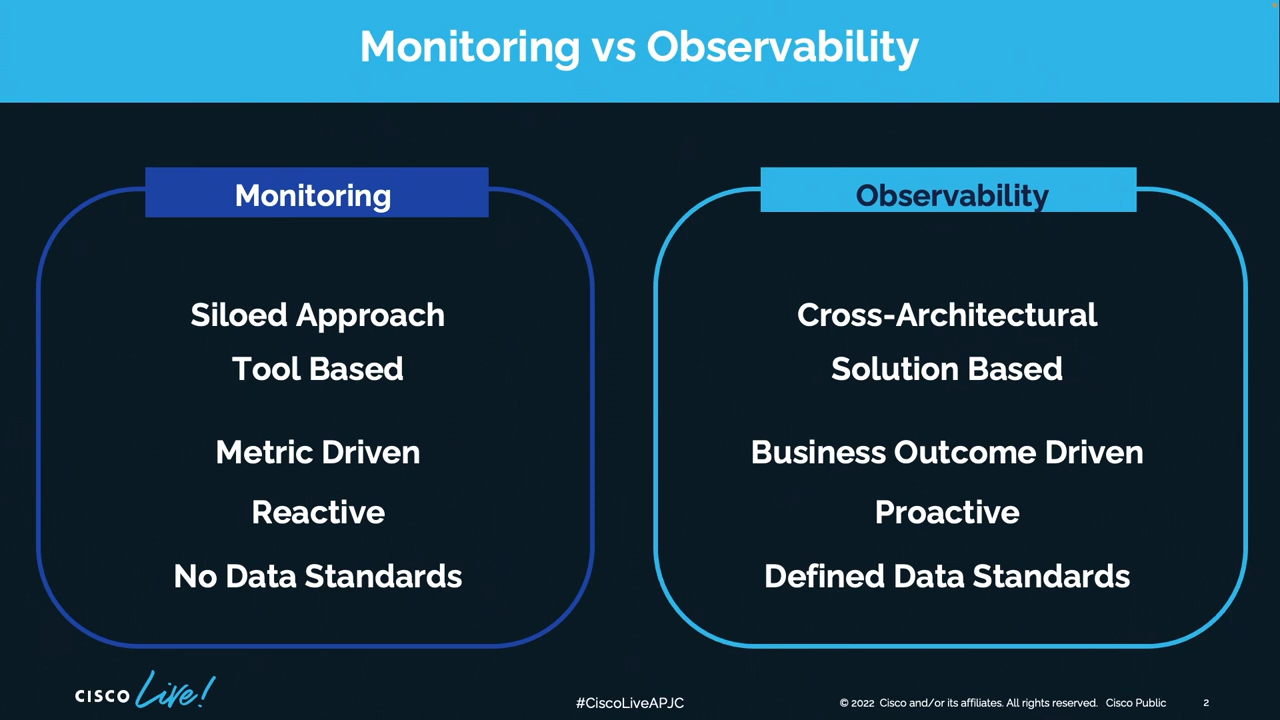 Monitoring vs Observability
Monitoring
Siloed Approach
Tool Based
Metric Driven
Reactive
No Data Standards
Observability
Cross-Architectural
Solution Based
Business Outcome Driven
Proactive
Defined Data Standards
CISCO Live!
#CiscoLiveAPJC
© 2022 Cisco and/or its affiliates. All rights reserved. Cisco Public
2